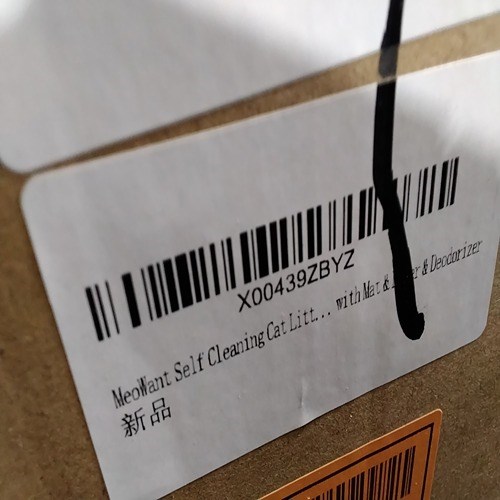 X00439ZBYZ
MeoWant Self Cleaning Cat Litt... with Mat & & Deodorizer
新品